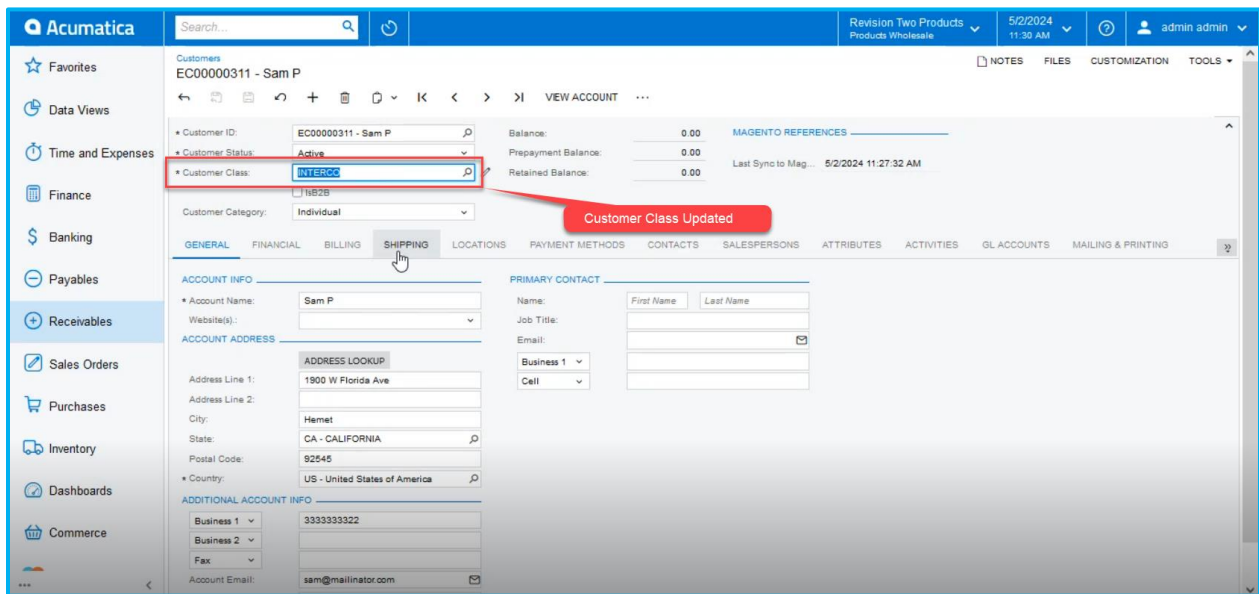 Acumatica
Search...
Revision Two Products
Products Wholesale
5/2/2024
11:30 AM
admin admin
Favorites
Data Views
Time and Expenses
Finance
Banking
Payables
Receivables
Sales Orders
Purchases
Inventory
Dashboards
Commerce
Customers
EC00000311 - Sam P
NOTES FILES CUSTOMIZATION TOOLS
VIEW ACCOUNT ...
* Customer ID: EC00000311 - Sam P
* Customer Status: Active
* Customer Class: INTERCO
IsB2B
Customer Category: Individual
Balance: 0.00
Prepayment Balance: 0.00
Retained Balance: 0.00
MAGENTO REFERENCES
Last Sync to Mag... 5/2/2024 11:27:32 AM
Customer Class Updated
GENERAL FINANCIAL BILLING SHIPPING LOCATIONS PAYMENT METHODS CONTACTS SALESPERSONS ATTRIBUTES ACTIVITIES GL ACCOUNTS MAILING & PRINTING
ACCOUNT INFO
* Account Name: Sam P
Website(s).:
ACCOUNT ADDRESS
ADDRESS LOOKUP
Address Line 1: 1900 W Florida Ave
Address Line 2:
City: Hemet
State: CA - CALIFORNIA
Postal Code: 92545
* Country: US - United States of America
ADDITIONAL ACCOUNT INFO
Business 1 3333333322
Business 2
Fax
Account Email: sam@mailinator.com
PRIMARY CONTACT
Name: First Name Last Name
Job Title:
Email:
Business 1
Cell